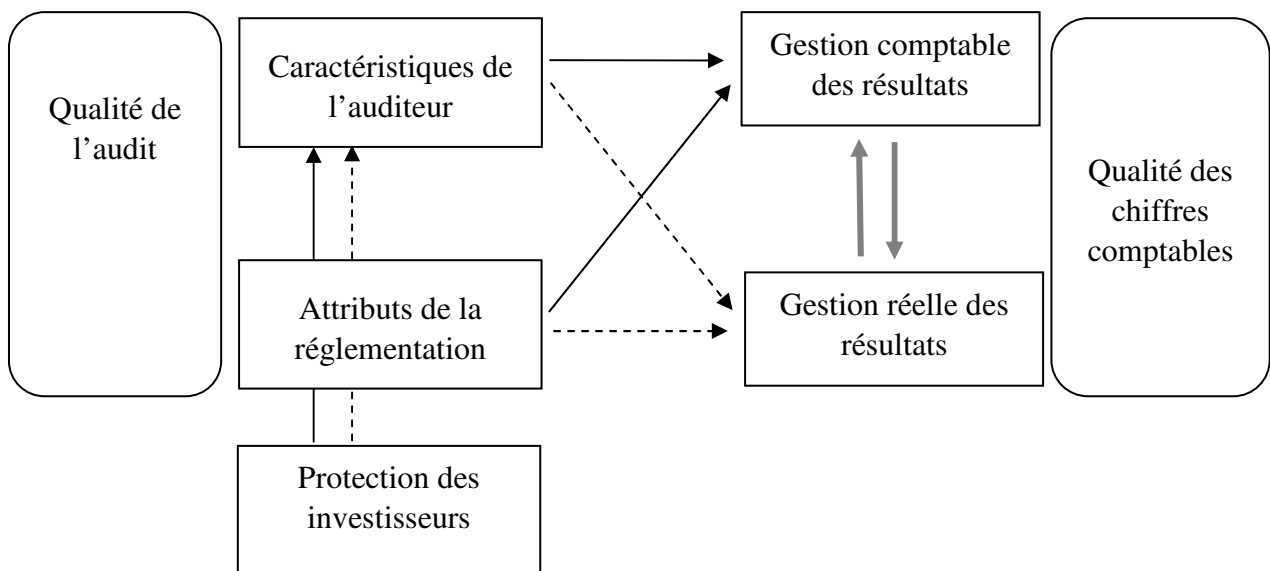 Qualité de
l’audit
Caractéristiques de
l’auditeur
Attributs de la
réglementation
Protection des
investisseurs
Gestion comptable
des résultats
Gestion réelle des
résultats
Qualité des
chiffres
comptables